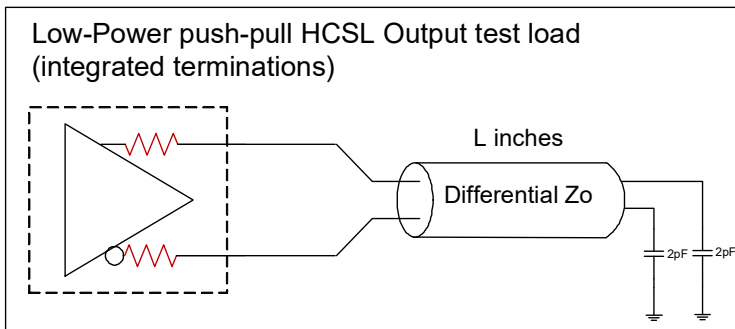 Low-Power push-pull HCSL Output test load
(integrated terminations)
L inches
Differential Zo
2pF
2pF